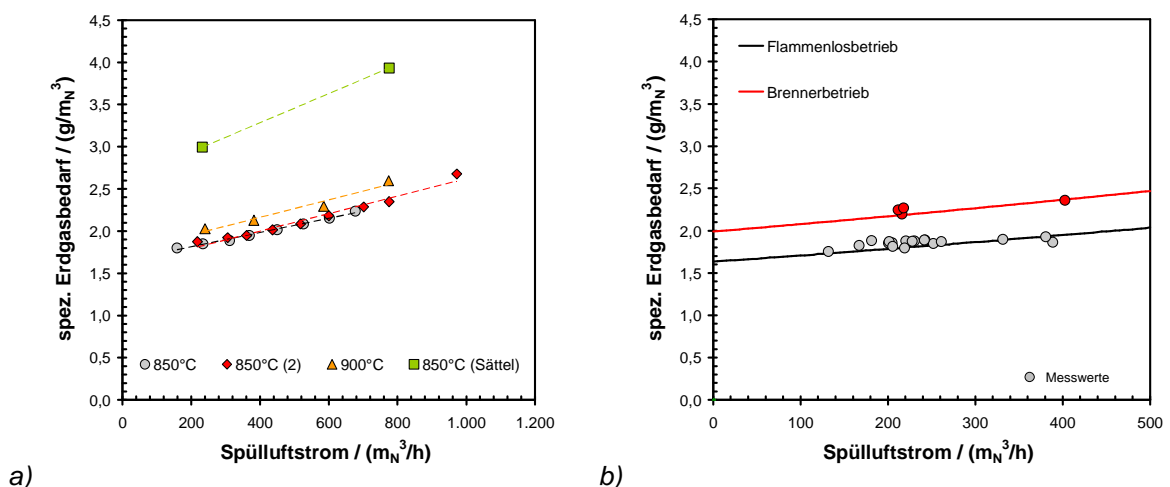 spez. Erdgasbedarf / (g/m_N^3)
4,5
4,0
3,5
3,0
2,5
2,0
1,5
1,0
0,5
0,0
850°C
850°C (2)
900°C
850°C (Sättel)
0
200
400
600
800
1.000
1.200
Spülluftstrom / (m_N^3/h)
a)
spez. Erdgasbedarf / (g/m_N^3)
4,5
4,0
3,5
3,0
2,5
2,0
1,5
1,0
0,5
0,0
Flammenlosbetrieb
Brennerbetrieb
Messwerte
0
100
200
300
400
500
Spülluftstrom / (m_N^3/h)
b)